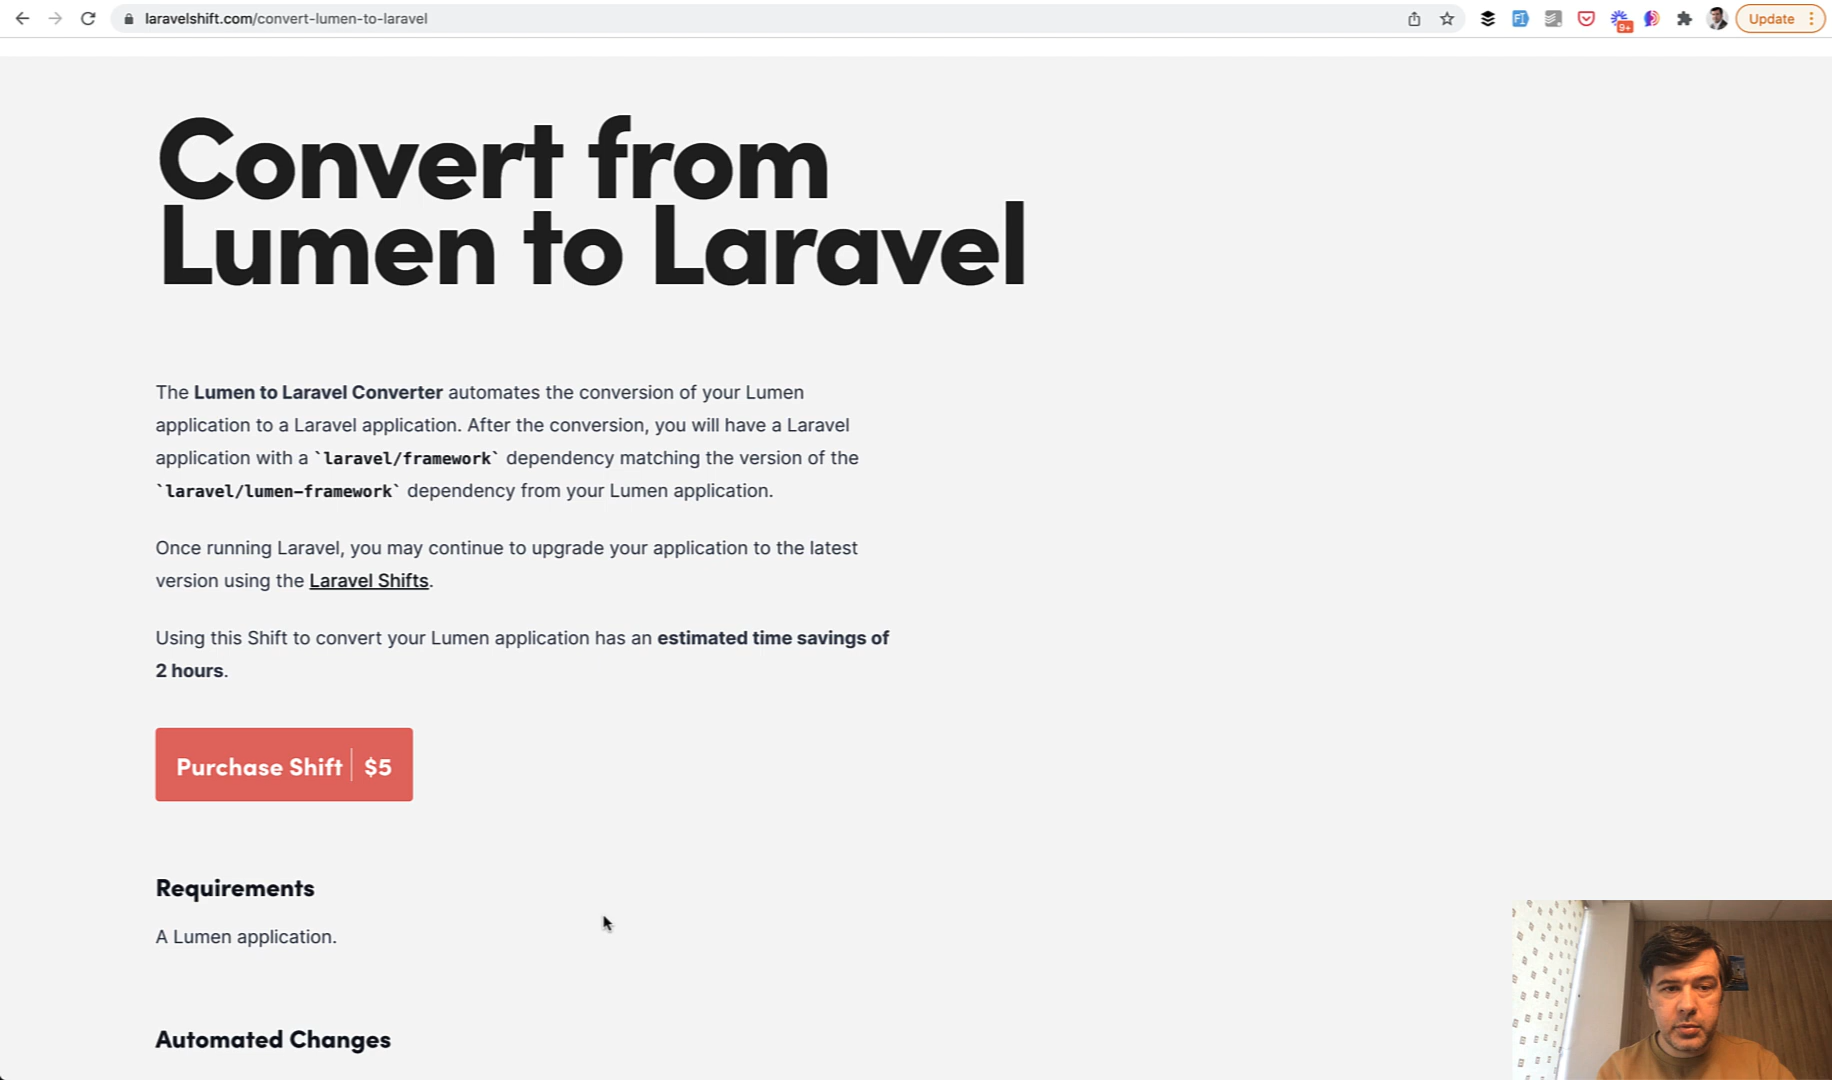 laravelshift.com/convert-lumen-to-laravel
9+
Update
Convert from
Lumen to Laravel
The Lumen to Laravel Converter automates the conversion of your Lumen
application to a Laravel application. After the conversion, you will have a Laravel
application with a `laravel/framework` dependency matching the version of the
`laravel/lumen-framework` dependency from your Lumen application.
Once running Laravel, you may continue to upgrade your application to the latest
version using the Laravel Shifts.
Using this Shift to convert your Lumen application has an estimated time savings of
2 hours.
Purchase Shift $5
Requirements
A Lumen application.
Automated Changes